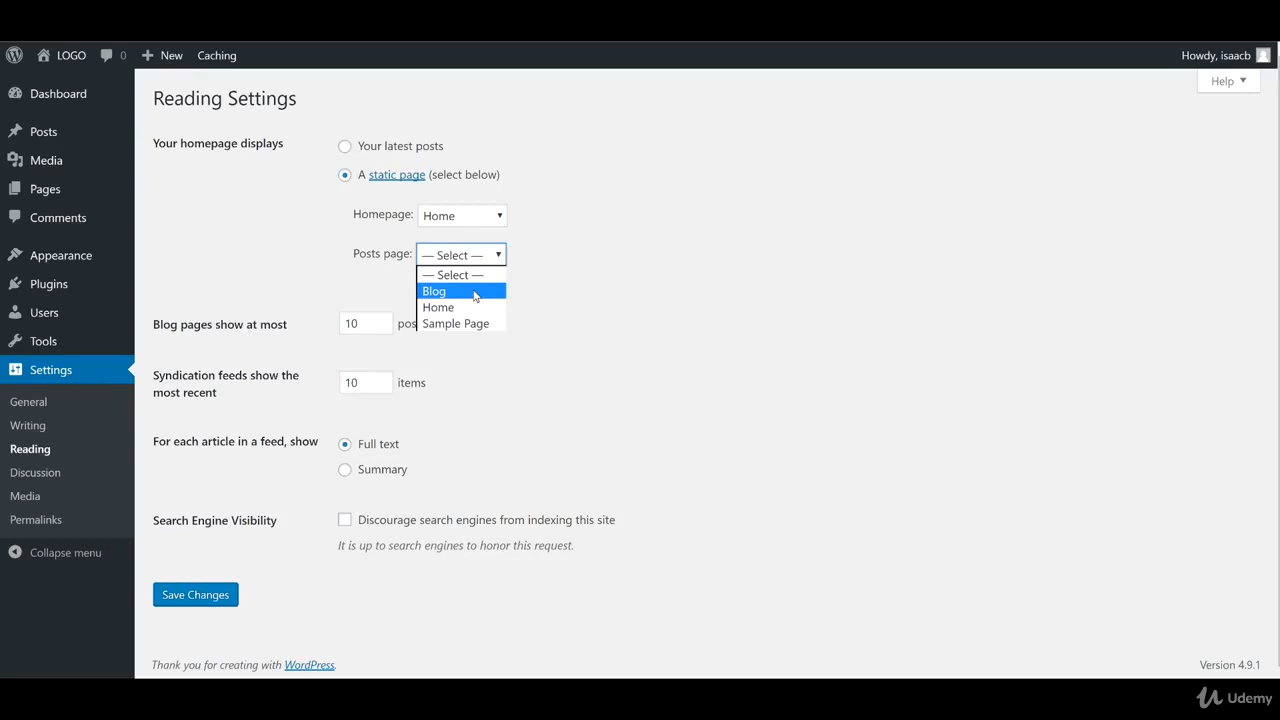 LOGO 0 New Caching Howdy, isaacb
Help
Dashboard
Posts
Media
Pages
Comments
Appearance
Plugins
Users
Tools
Settings
General
Writing
Reading
Discussion
Media
Permalinks
Collapse menu
Reading Settings
Your homepage displays
Your latest posts
A static page (select below)
Homepage: Home
Posts page: — Select —
— Select —
Blog
Home
Sample Page
Blog pages show at most 10 pos
Syndication feeds show the
most recent
10 items
For each article in a feed, show
Full text
Summary
Search Engine Visibility
Discourage search engines from indexing this site
It is up to search engines to honor this request.
Save Changes
Thank you for creating with WordPress.
Version 4.9.1
Udemy